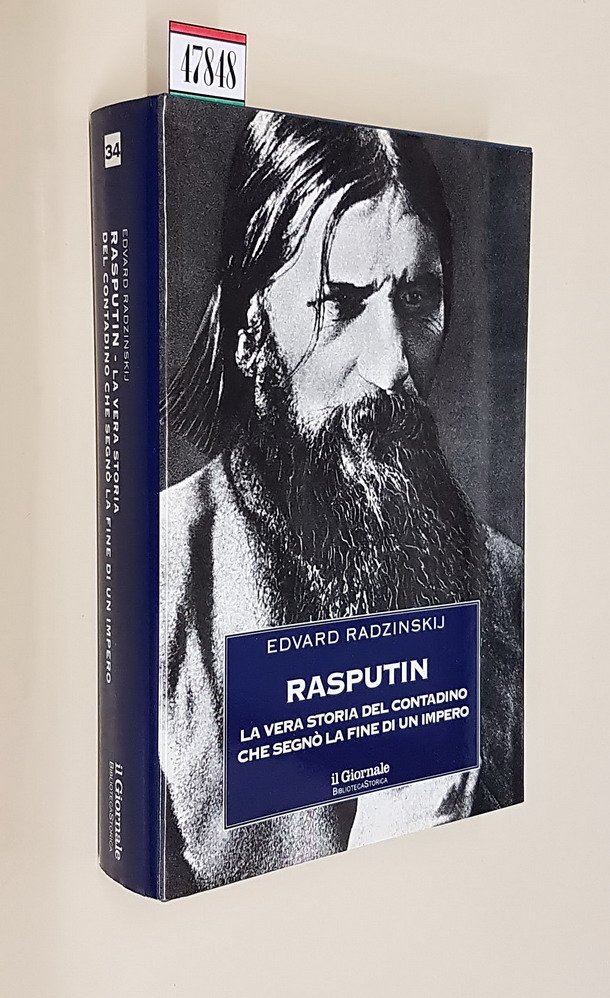 47848
34
EDVARD RADZINSKIJ
RASPUTIN - LA VERA STORIA
DEL CONTADINO CHE SEGNÒ LA FINE DI UN IMPERO
il Giornale
BIBLIOTECASTORICA
EDVARD RADZINSKIJ
RASPUTIN
LA VERA STORIA DEL CONTADINO
CHE SEGNÒ LA FINE DI UN IMPERO
il Giornale
BIBLIOTECASTORICA